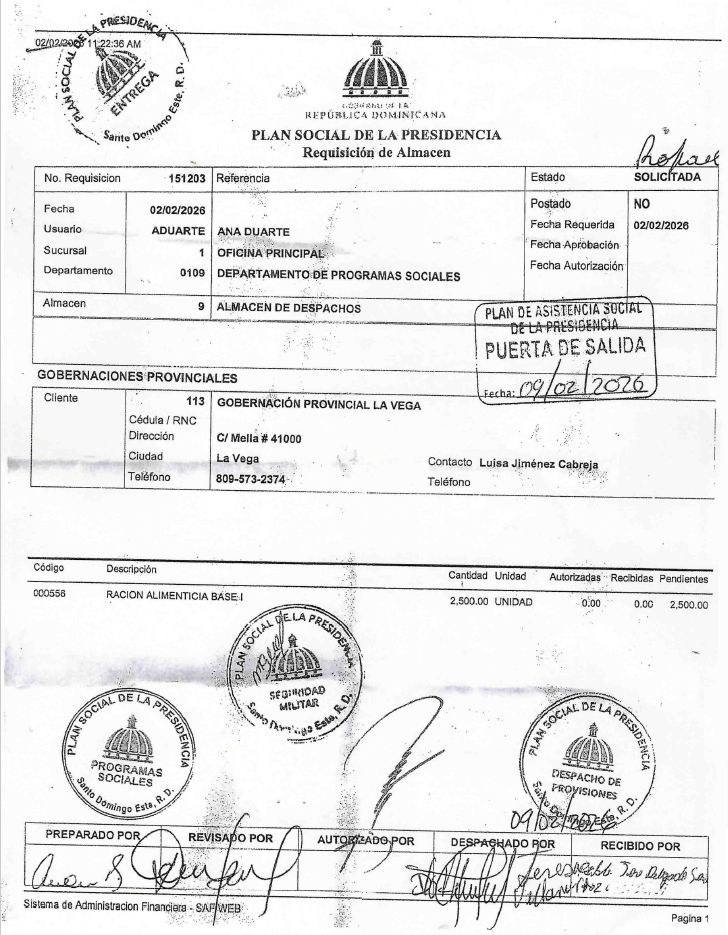 02/02/20 11:22:36 AM
PLAN SOCIAL DE LA PRESIDENCIA
ENTREGA
Santo Domingo Este, R. D.
GOBIERNO DE LA
REPÚBLICA DOMINICANA
PLAN SOCIAL DE LA PRESIDENCIA
Requisición de Almacen
Rafael
No. Requisicion 151203 Referencia Estado SOLICITADA
Fecha 02/02/2026 Postado NO
Usuario ADUARTE ANA DUARTE Fecha Requerida 02/02/2026
Sucursal 1 OFICINA PRINCIPAL Fecha Aprobación
Departamento 0109 DEPARTAMENTO DE PROGRAMAS SOCIALES Fecha Autorización
Almacen 9 ALMACEN DE DESPACHOS
PLAN DE ASISTENCIA SOCIAL
DE LA PRESIDENCIA
PUERTA DE SALIDA
Fecha: 09/02/2026
GOBERNACIONES PROVINCIALES
Cliente 113 GOBERNACIÓN PROVINCIAL LA VEGA
Cédula / RNC
Dirección C/ Mella # 41000
Ciudad La Vega Contacto Luisa Jiménez Cabreja
Teléfono 809-573-2374 Teléfono
Código Descripción Cantidad Unidad Autorizadas Recibidas Pendientes
000556 RACION ALIMENTICIA BASE I 2,500.00 UNIDAD 0.00 0.00 2,500.00
PLAN SOCIAL DE LA PRESIDENCIA
SEGURIDAD
MILITAR
Santo Domingo Este, R.D.
PLAN SOCIAL DE LA PRESIDENCIA
PROGRAMAS
SOCIALES
Santo Domingo Este, R. D.
PLAN SOCIAL DE LA PRESIDENCIA
DESPACHO DE
PROVISIONES
Santo Domingo Este, R. D.
09/02/2026
PREPARADO POR REVISADO POR AUTORIZADO POR DESPACHADO POR RECIBIDO POR
Sistema de Administracion Financiera - SAF WEB
Pagina 1